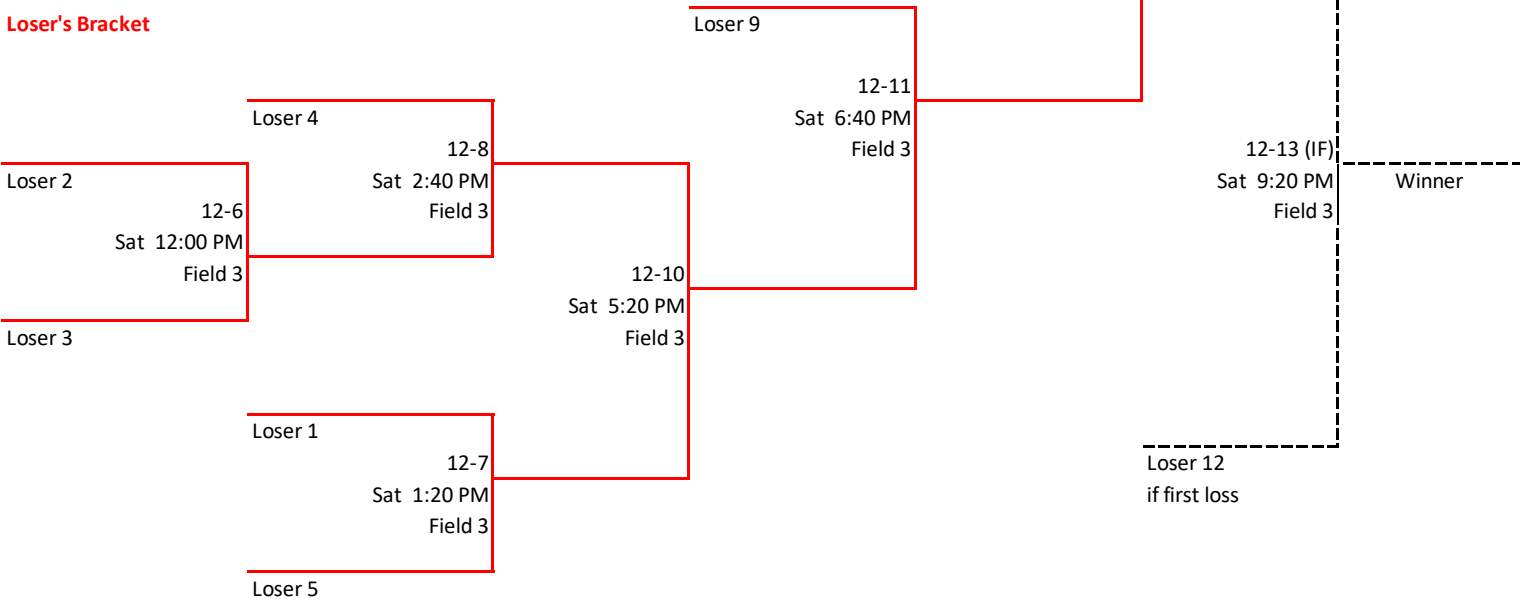 Loser's Bracket
Loser 9
12-11
Sat  6:40 PM
Field 3
Loser 4
12-8
Sat  2:40 PM
Field 3
Loser 2
12-6
Sat  12:00 PM
Field 3
Loser 3
12-10
Sat  5:20 PM
Field 3
Loser 1
12-7
Sat  1:20 PM
Field 3
Loser 5
12-13 (IF)
Sat  9:20 PM
Field 3
Winner
Loser 12
if first loss